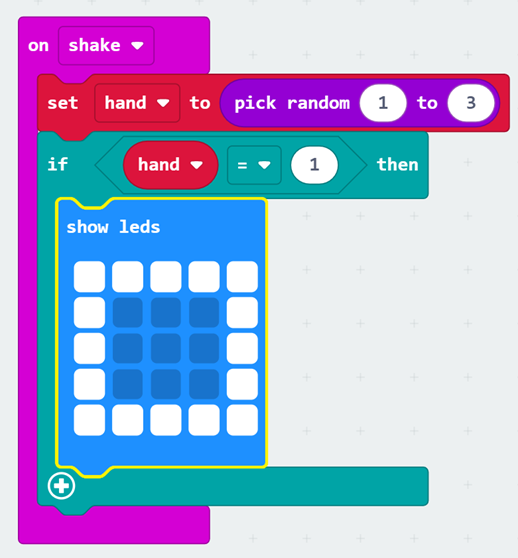 on shake
set hand to pick random 1 to 3
if hand = 1 then
show leds